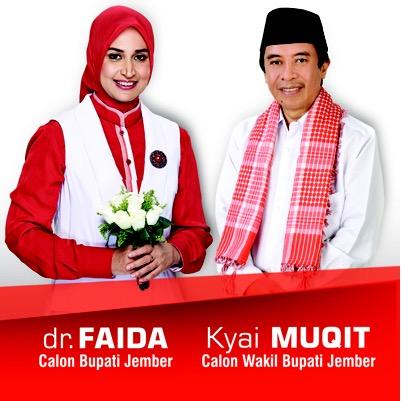 dr. FAIDA
Calon Bupati Jember
Kyai MUQIT
Calon Wakil Bupati Jember